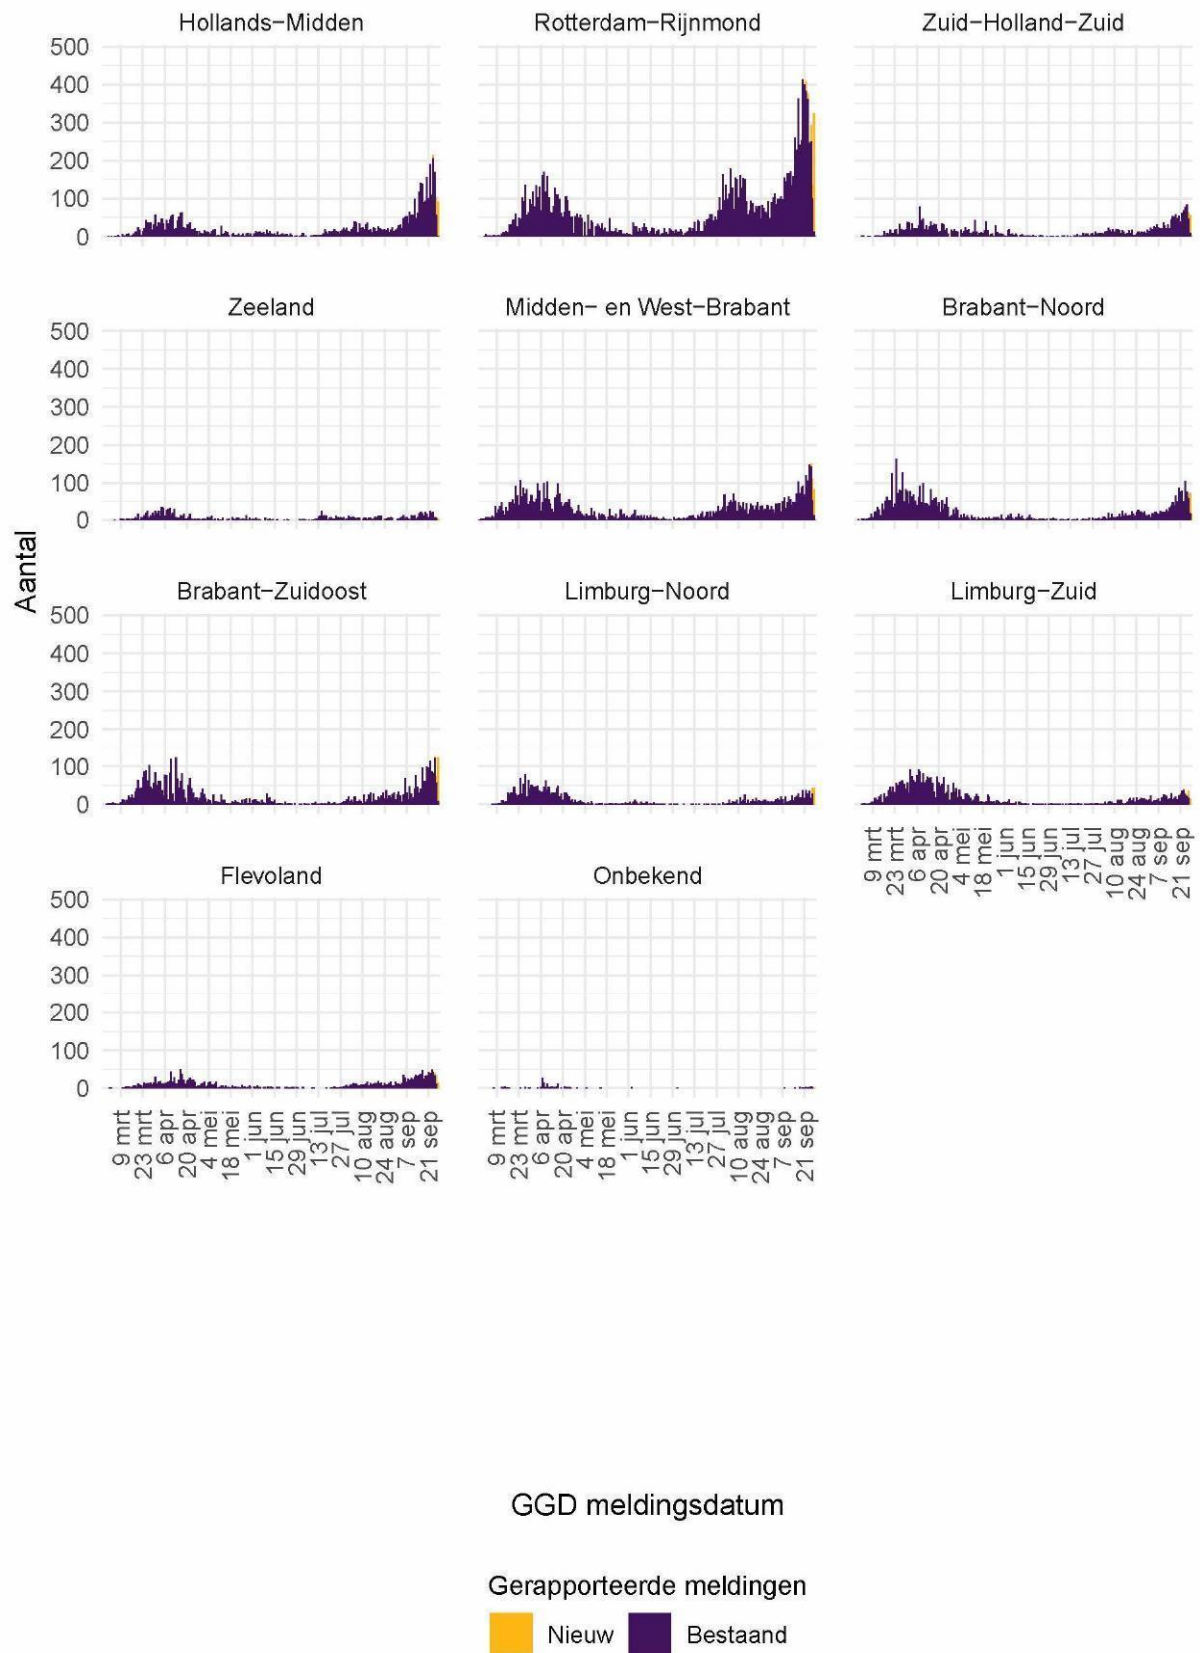 Hollands−Midden
Rotterdam−Rijnmond
Zuid−Holland−Zuid
500
400
300
200
100
0
Zeeland
Midden− en West−Brabant
Brabant−Noord
500
400
300
200
100
0
Aantal
Brabant−Zuidoost
Limburg−Noord
Limburg−Zuid
500
400
300
200
100
0
9 mrt
23 mrt
6 apr
20 apr
4 mei
18 mei
1 jun
15 jun
29 jun
13 jul
27 jul
10 aug
24 aug
7 sep
21 sep
Flevoland
Onbekend
500
400
300
200
100
0
9 mrt
23 mrt
6 apr
20 apr
4 mei
18 mei
1 jun
15 jun
29 jun
13 jul
27 jul
10 aug
24 aug
7 sep
21 sep
9 mrt
23 mrt
6 apr
20 apr
4 mei
18 mei
1 jun
15 jun
29 jun
13 jul
27 jul
10 aug
24 aug
7 sep
21 sep
GGD meldingsdatum
Gerapporteerde meldingen
Nieuw
Bestaand